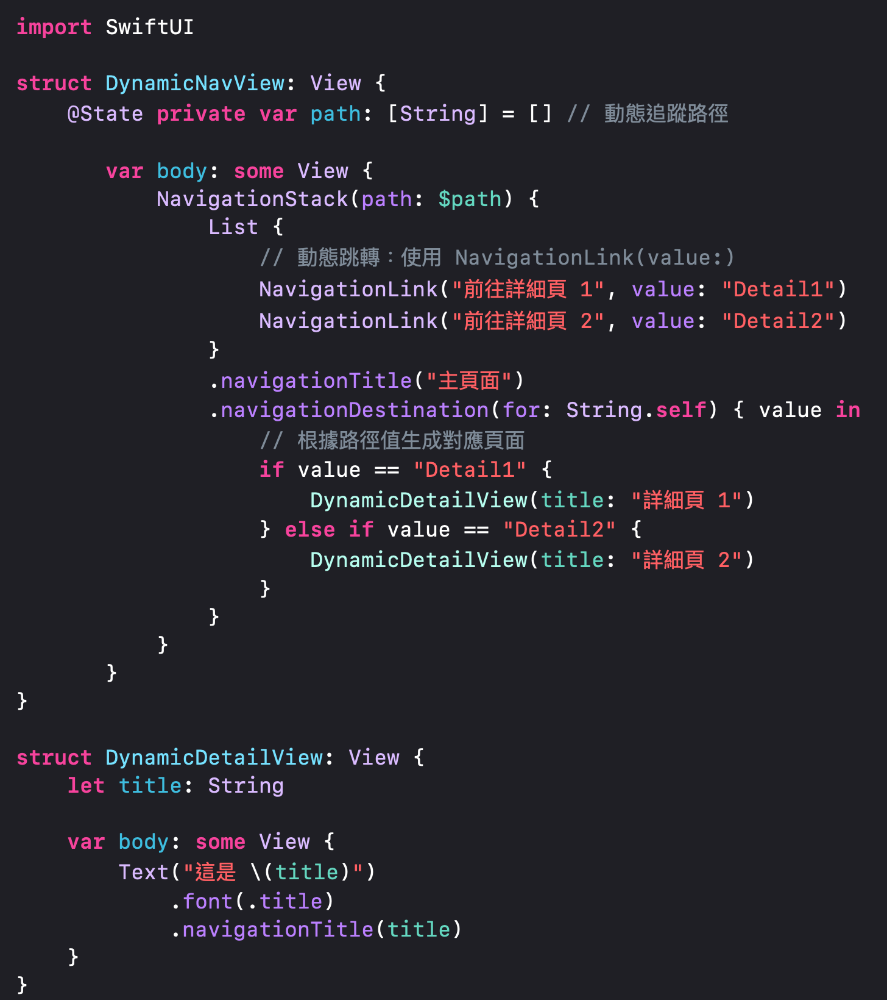 import SwiftUI
struct DynamicNavView: View {
@State private var path: [String] = [] // 動態追蹤路徑
var body: some View {
NavigationStack(path: $path) {
List {
// 動態跳轉：使用 NavigationLink(value:)
NavigationLink("前往詳細頁 1", value: "Detail1")
NavigationLink("前往詳細頁 2", value: "Detail2")
}
.navigationTitle("主頁面")
.navigationDestination(for: String.self) { value in
// 根據路徑值生成對應頁面
if value == "Detail1" {
DynamicDetailView(title: "詳細頁 1")
} else if value == "Detail2" {
DynamicDetailView(title: "詳細頁 2")
}
}
}
}
}
struct DynamicDetailView: View {
let title: String
var body: some View {
Text("這是 \(title)")
.font(.title)
.navigationTitle(title)
}
}